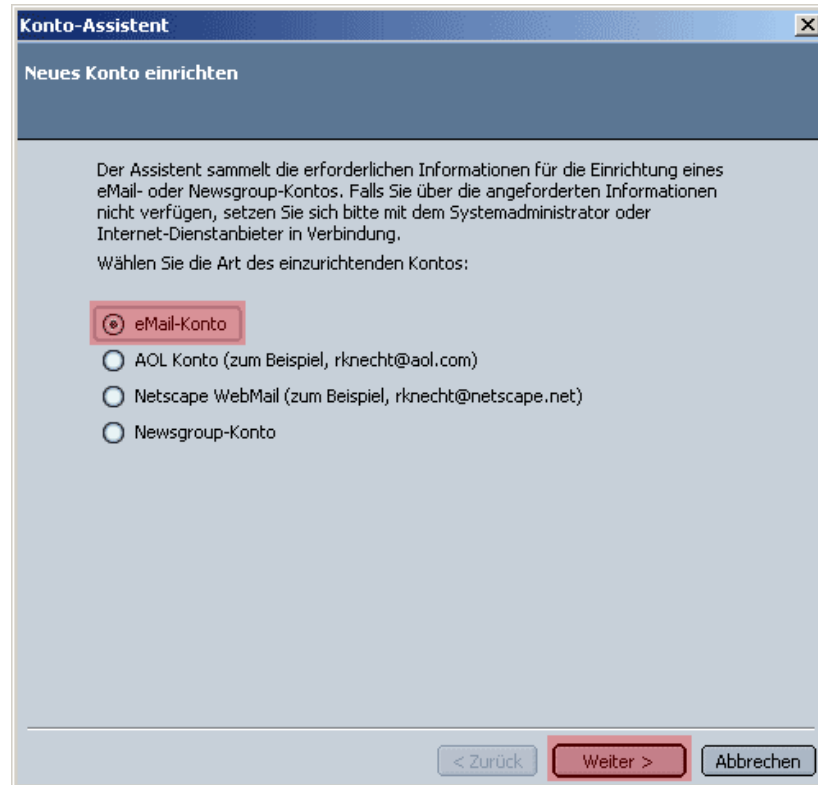 Konto-Assistent
Neues Konto einrichten
Der Assistent sammelt die erforderlichen Informationen für die Einrichtung eines
eMail- oder Newsgroup-Kontos. Falls Sie über die angeforderten Informationen
nicht verfügen, setzen Sie sich bitte mit dem Systemadministrator oder
Internet-Dienstanbieter in Verbindung.
Wählen Sie die Art des einzurichtenden Kontos:
eMail-Konto
AOL Konto (zum Beispiel, rknecht@aol.com)
Netscape WebMail (zum Beispiel, rknecht@netscape.net)
Newsgroup-Konto
< Zurück Weiter > Abbrechen